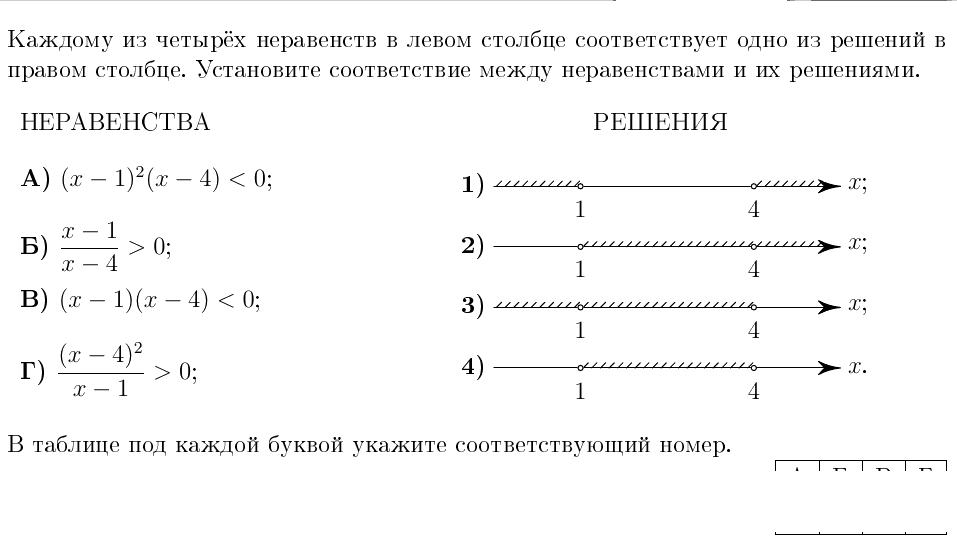 Каждому из четырёх неравенств в левом столбце соответствует одно из решений в
правом столбце. Установите соответствие между неравенствами и их решениями.
НЕРАВЕНСТВА
А) (x − 1)²(x − 4) < 0;
Б) \frac{x − 1}{x − 4} > 0;
В) (x − 1)(x − 4) < 0;
Г) \frac{(x − 4)²}{x − 1} > 0;
РЕШЕНИЯ
1) x;
1 4
2) x;
1 4
3) x;
1 4
4) x.
1 4
В таблице под каждой буквой укажите соответствующий номер.